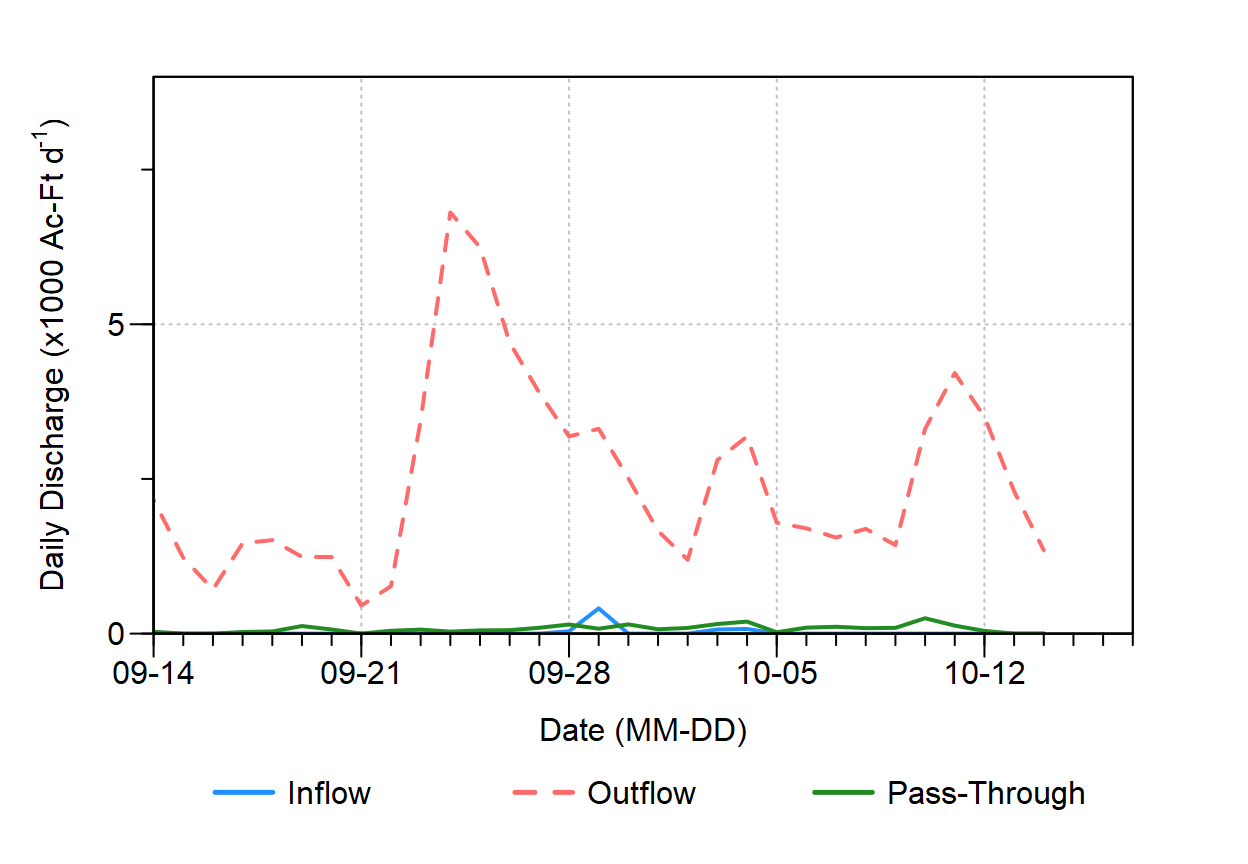 Daily Discharge (x1000 Ac-Ft d-1)
5
0
09-14 09-21 09-28 10-05 10-12
Date (MM-DD)
Inflow Outflow Pass-Through